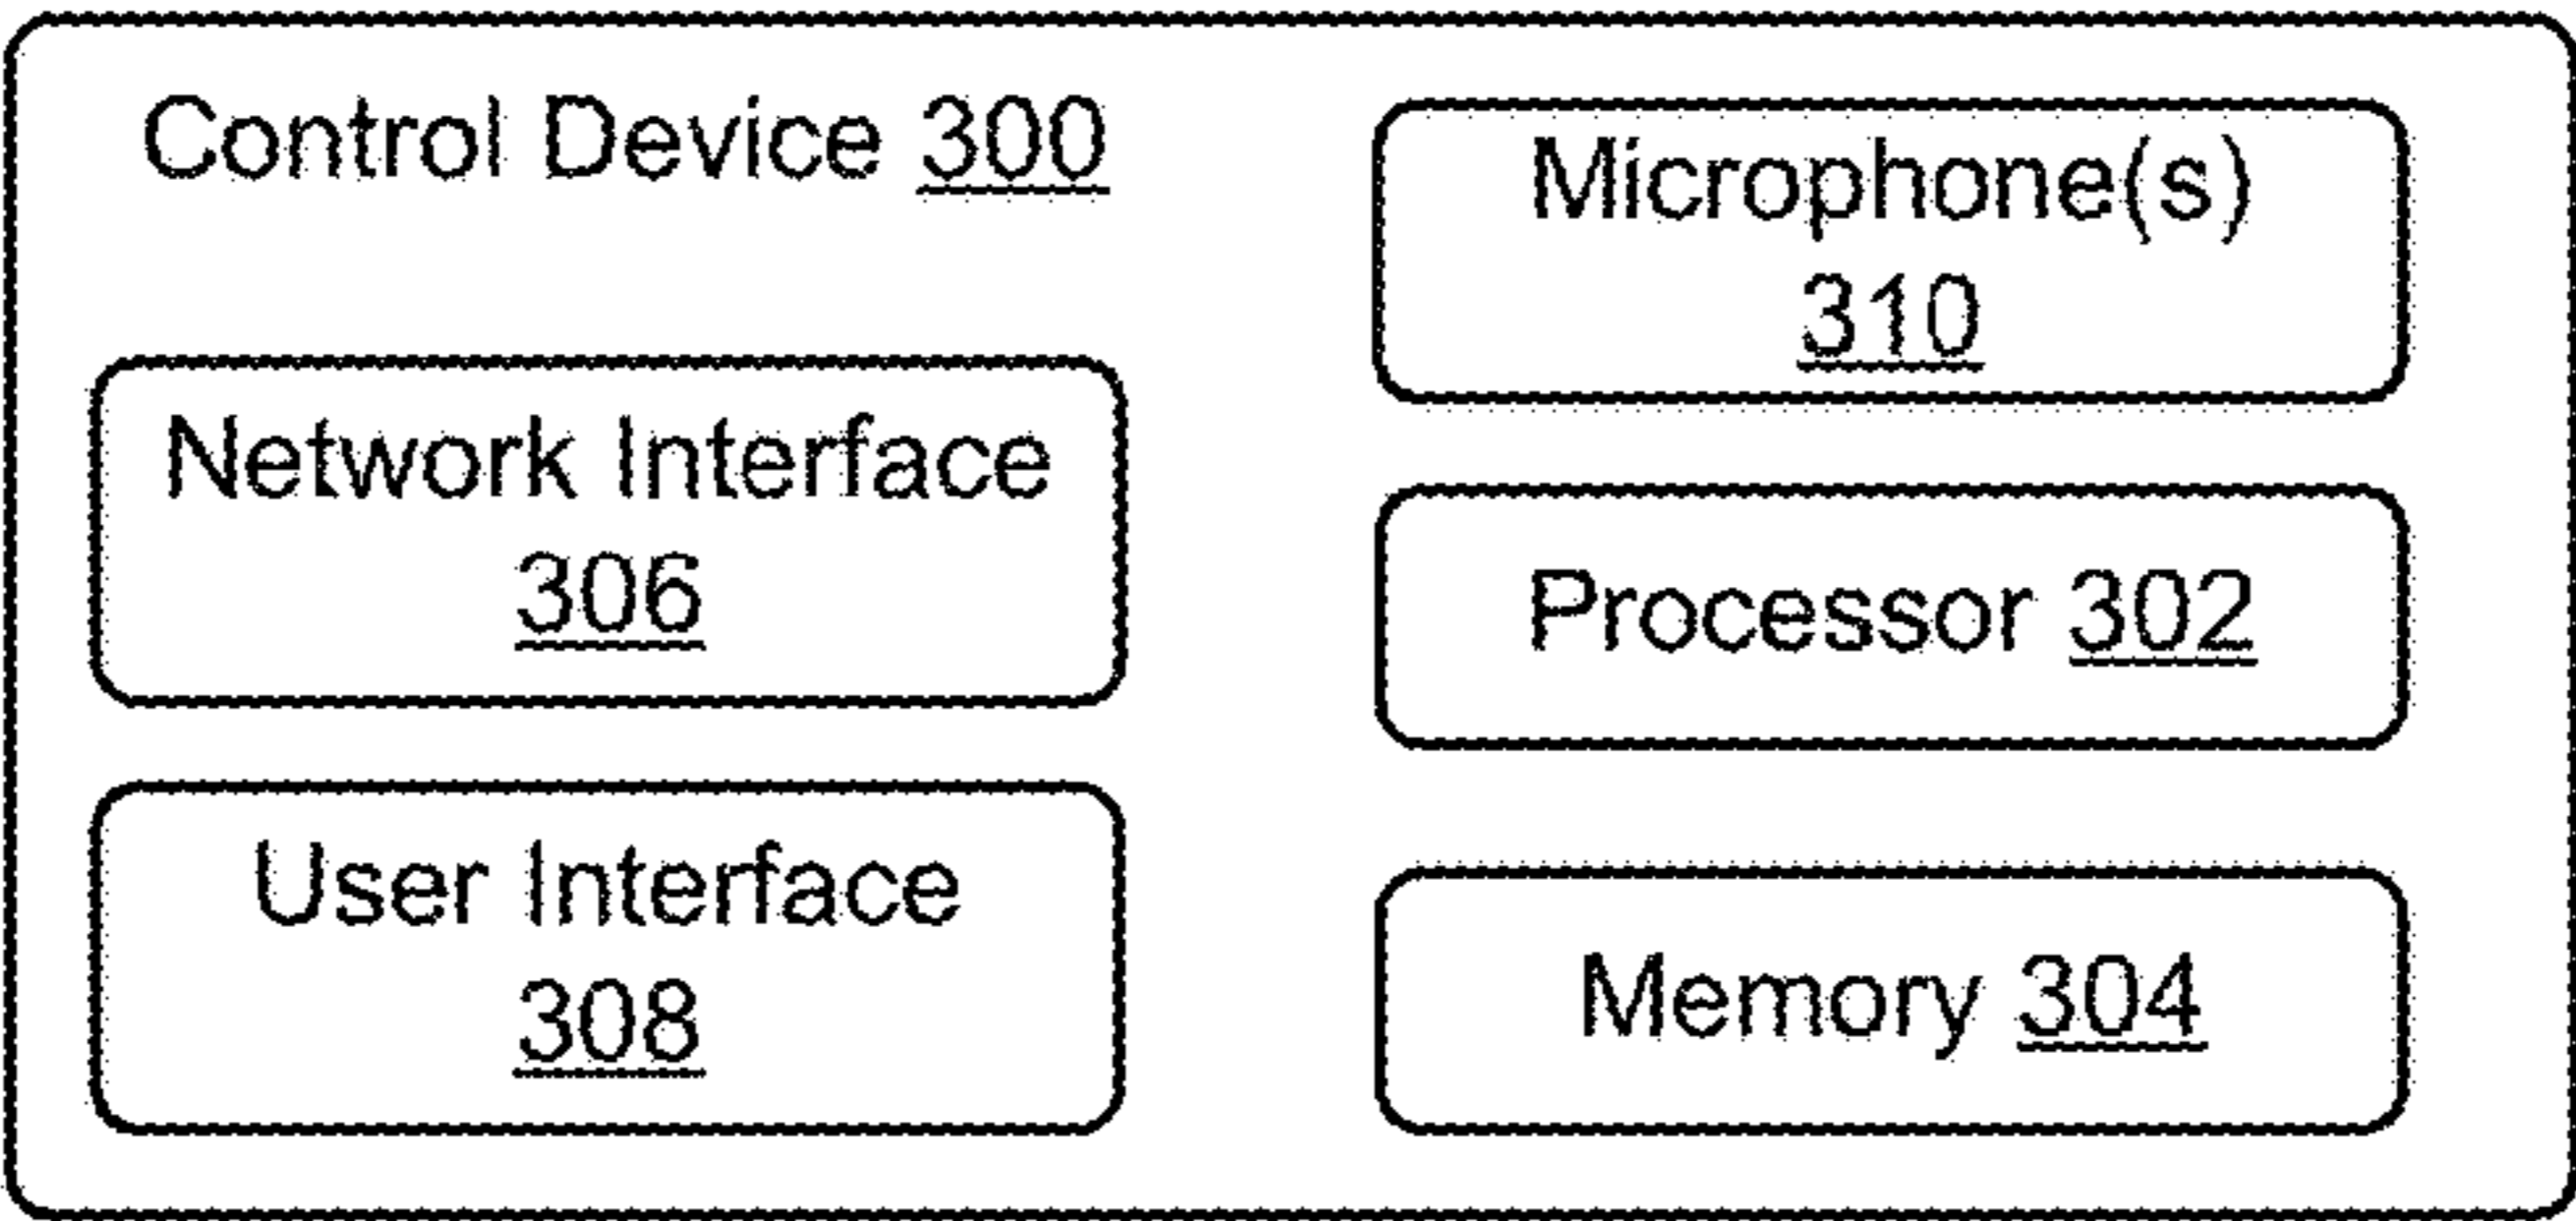 Control Device 300
Network Interface
306
User Interface
308
Microphone(s)
310
Processor 302
Memory 304